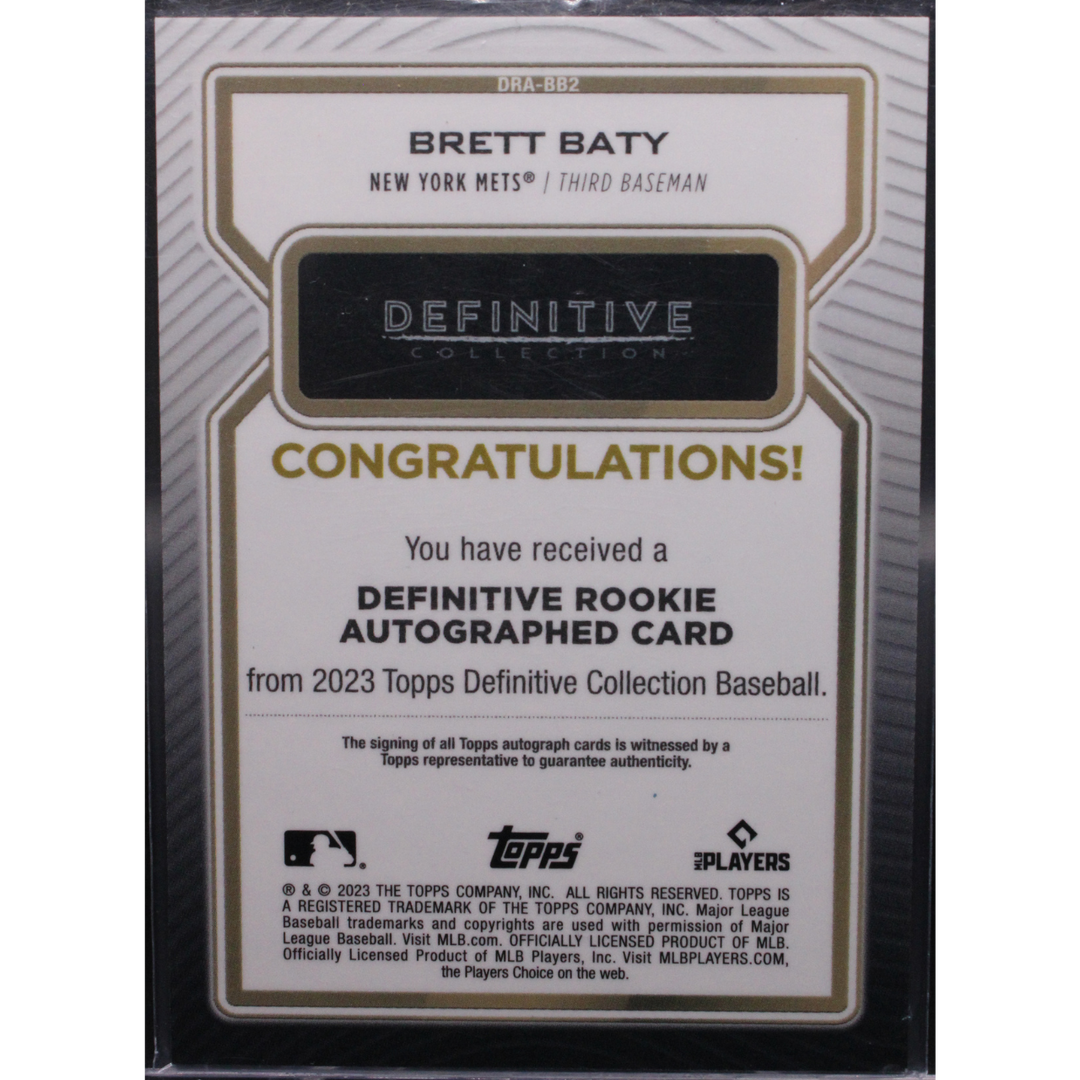 DRA-BB2
BRETT BATY
NEW YORK METS® | THIRD BASEMAN
DEFINITIVE
COLLECTION
CONGRATULATIONS!
You have received a
DEFINITIVE ROOKIE
AUTOGRAPHED CARD
from 2023 Topps Definitive Collection Baseball.
The signing of all Topps autograph cards is witnessed by a
Topps representative to guarantee authenticity.
®
Topps®
MLB PLAYERS
® & © 2023 THE TOPPS COMPANY, INC. ALL RIGHTS RESERVED. TOPPS IS
A REGISTERED TRADEMARK OF THE TOPPS COMPANY, INC. Major League
Baseball trademarks and copyrights are used with permission of Major
League Baseball. Visit MLB.com. OFFICIALLY LICENSED PRODUCT OF MLB.
Officially Licensed Product of MLB Players, Inc. Visit MLBPLAYERS.COM,
the Players Choice on the web.